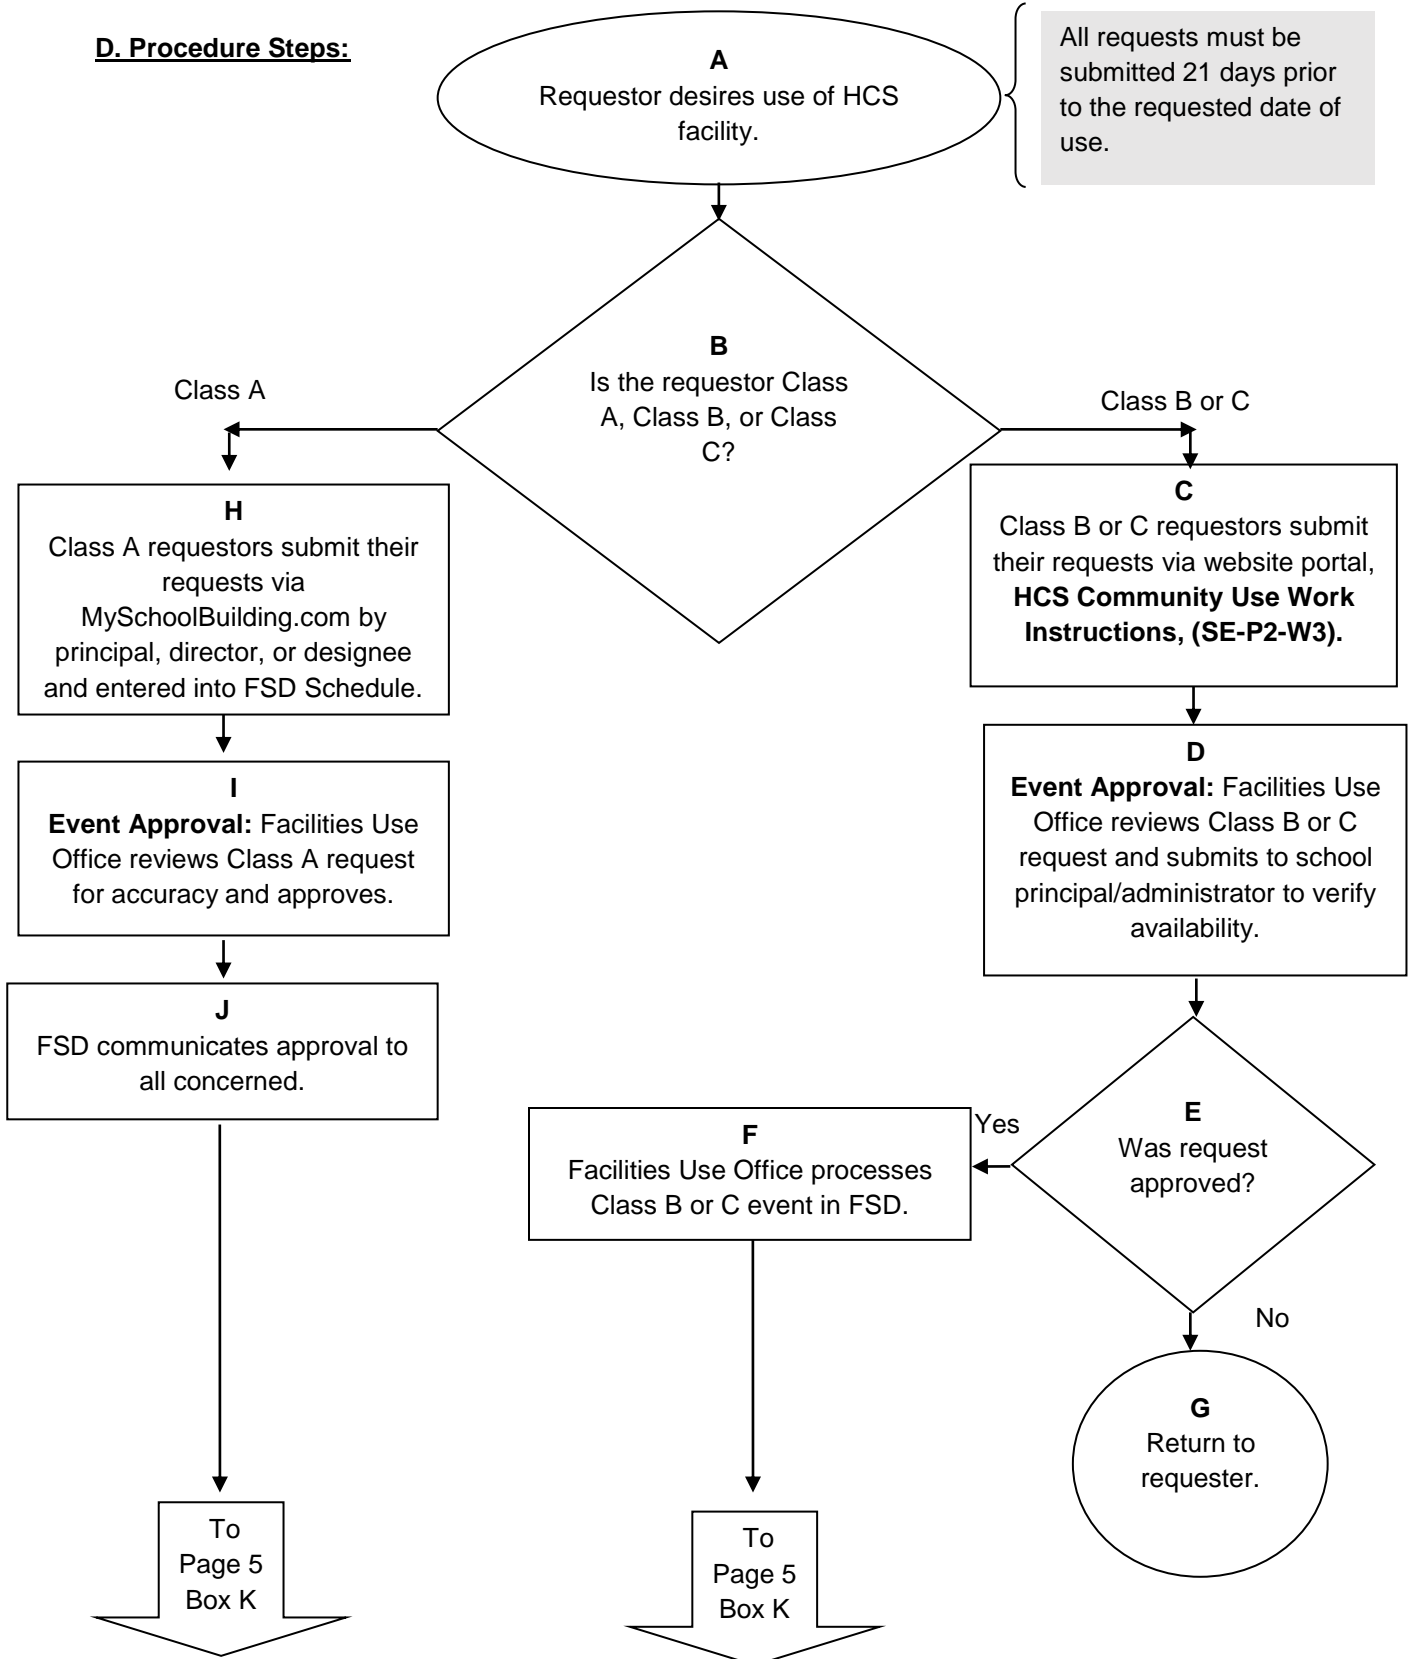 D. Procedure Steps:
A
Requestor desires use of HCS
facility.
All requests must be
submitted 21 days prior
to the requested date of
use.
B
Is the requestor Class
A, Class B, or Class
C?
Class A
Class B or C
H
Class A requestors submit their
requests via
MySchoolBuilding.com by
principal, director, or designee
and entered into FSD Schedule.
C
Class B or C requestors submit
their requests via website portal,
HCS Community Use Work
Instructions, (SE-P2-W3).
I
Event Approval: Facilities Use
Office reviews Class A request
for accuracy and approves.
D
Event Approval: Facilities Use
Office reviews Class B or C
request and submits to school
principal/administrator to verify
availability.
J
FSD communicates approval to
all concerned.
E
Was request
approved?
Yes
F
Facilities Use Office processes
Class B or C event in FSD.
No
G
Return to
requester.
To
Page 5
Box K
To
Page 5
Box K